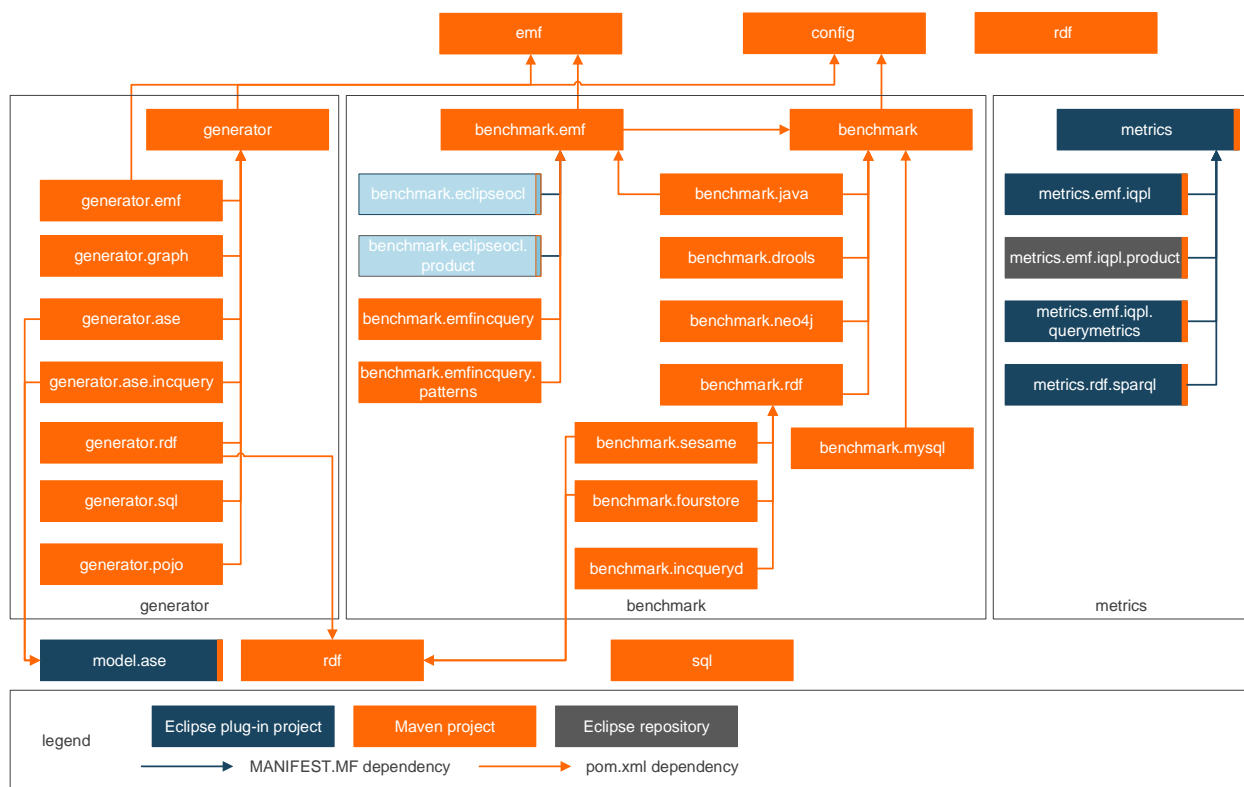 emf
config
rdf
generator
benchmark.emf
benchmark
metrics
generator.emf
benchmark.eclipseocl
benchmark.java
metrics.emf.iqpl
generator.graph
benchmark.eclipseocl.
product
benchmark.drools
metrics.emf.iqpl.product
generator.ase
benchmark.emfincquery
benchmark.neo4j
metrics.emf.iqpl.
querymetrics
generator.ase.incquery
benchmark.emfincquery.
patterns
benchmark.rdf
metrics.rdf.sparql
generator.rdf
benchmark.sesame
benchmark.mysql
generator.sql
benchmark.fourstore
generator.pojo
benchmark.incqueryd
generator
benchmark
metrics
model.ase
rdf
sql
legend
Eclipse plug-in project
Maven project
Eclipse repository
MANIFEST.MF dependency
pom.xml dependency